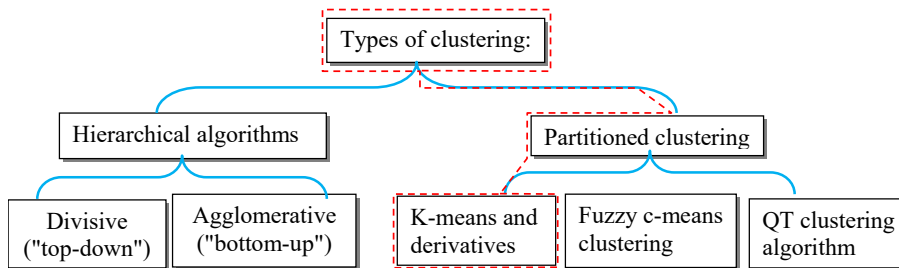 Types of clustering:
Hierarchical algorithms
Partitioned clustering
Divisive
("top-down")
Agglomerative
("bottom-up")
K-means and
derivatives
Fuzzy c-means
clustering
QT clustering
algorithm